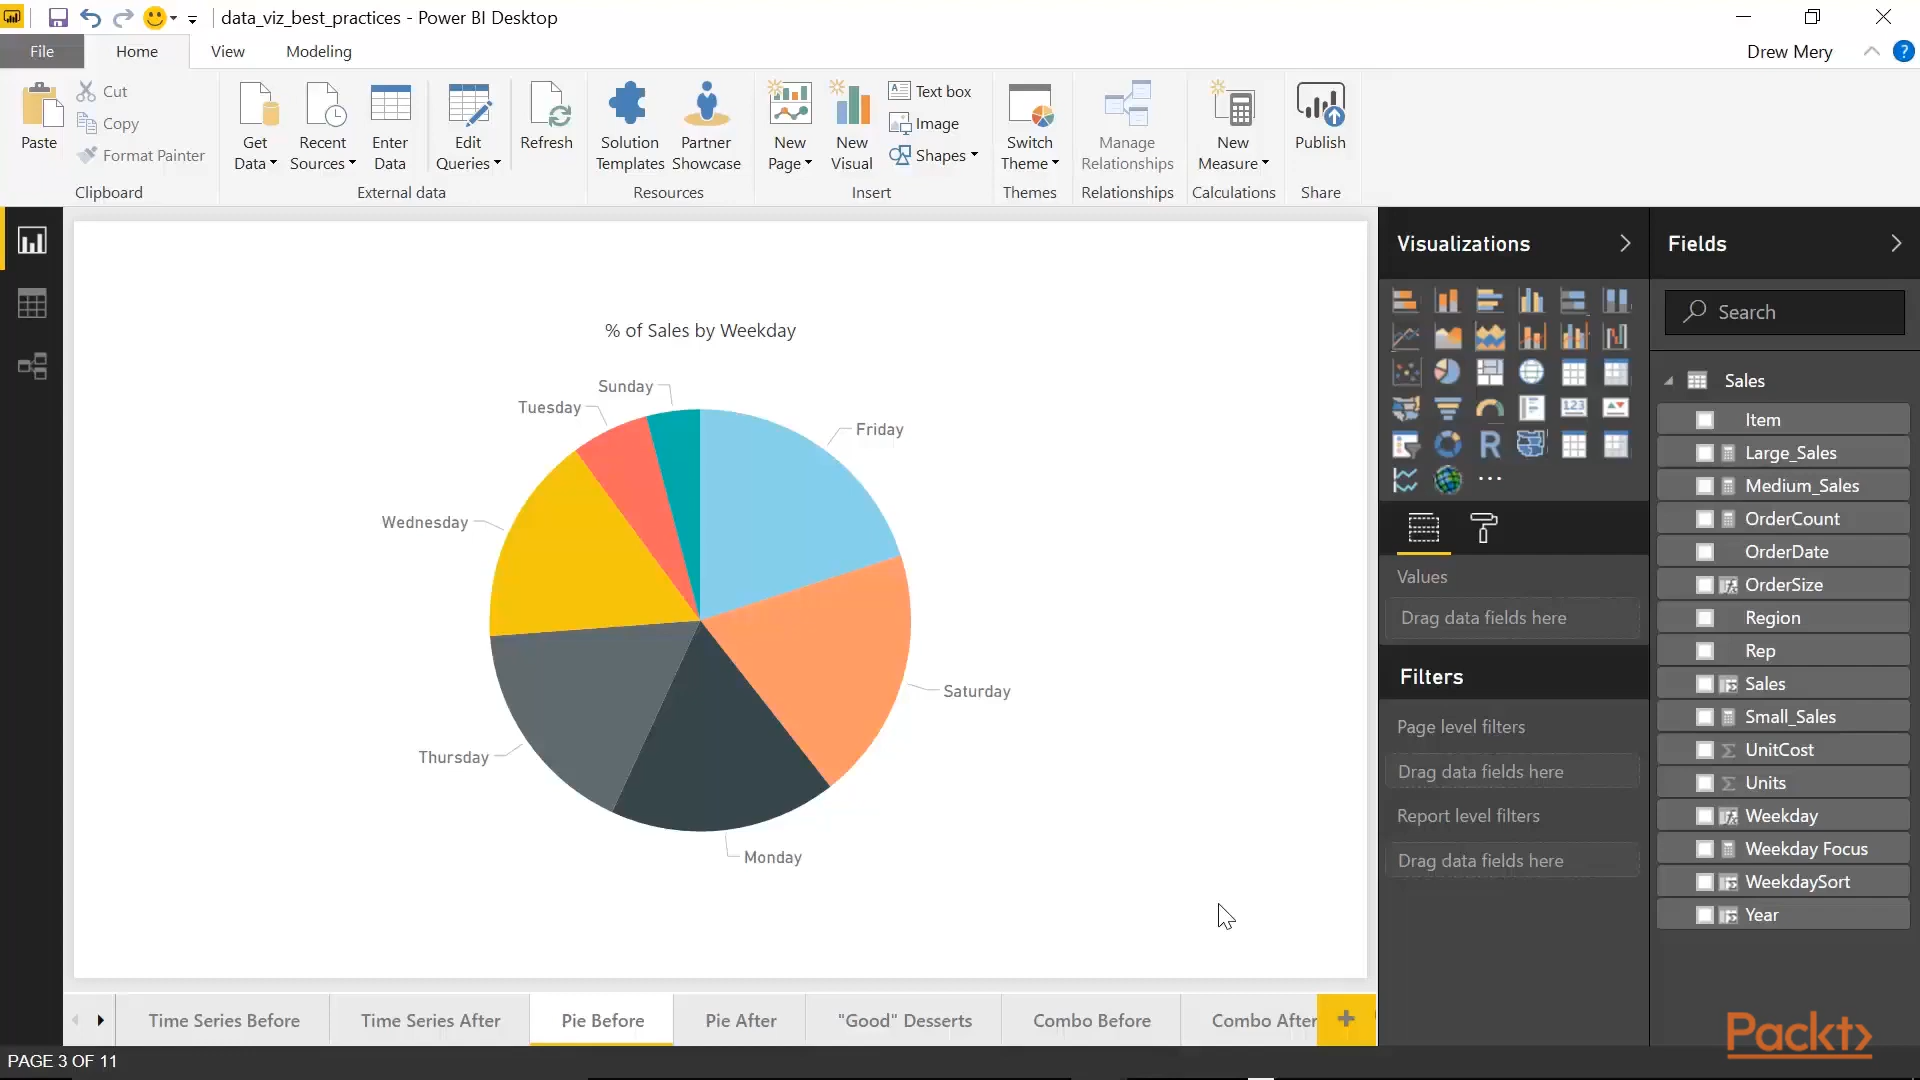 data_viz_best_practices - Power BI Desktop
File
Home
View
Modeling
Drew Mery
?
Paste
Cut
Copy
Format Painter
Clipboard
Get Data
Recent Sources
Enter Data
Edit Queries
External data
Refresh
Solution Templates
Partner Showcase
Resources
New Page
New Visual
Text box
Image
Shapes
Insert
Switch Theme
Themes
Manage Relationships
Relationships
New Measure
Calculations
Publish
Share
% of Sales by Weekday
Sunday
Tuesday
Friday
Wednesday
Saturday
Thursday
Monday
Visualizations
123
R
Values
Drag data fields here
Filters
Page level filters
Drag data fields here
Report level filters
Drag data fields here
Fields
Search
Sales
Item
Large_Sales
Medium_Sales
OrderCount
OrderDate
OrderSize
Region
Rep
Sales
Small_Sales
Σ UnitCost
Σ Units
Weekday
Weekday Focus
WeekdaySort
Year
Time Series Before
Time Series After
Pie Before
Pie After
"Good" Desserts
Combo Before
Combo After
+
PAGE 3 OF 11
Packt>